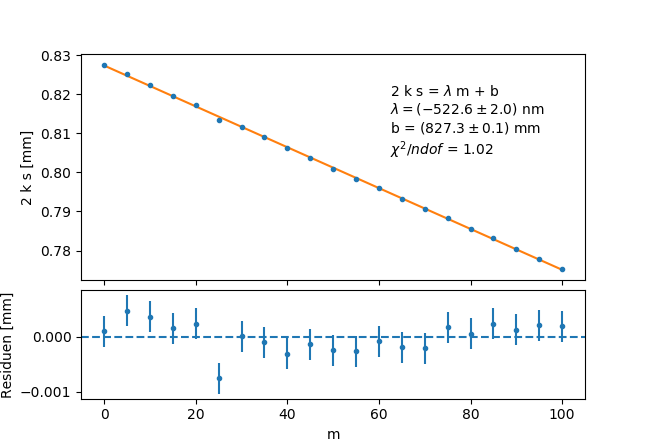 0.83
0.82
0.81
0.80
0.79
0.78
2 k s [mm]
2 k s = λ m + b
λ = (−522.6 ± 2.0) nm
b = (827.3 ± 0.1) mm
χ²/ndof = 1.02
0.000
−0.001
Residuen [mm]
0 20 40 60 80 100
m